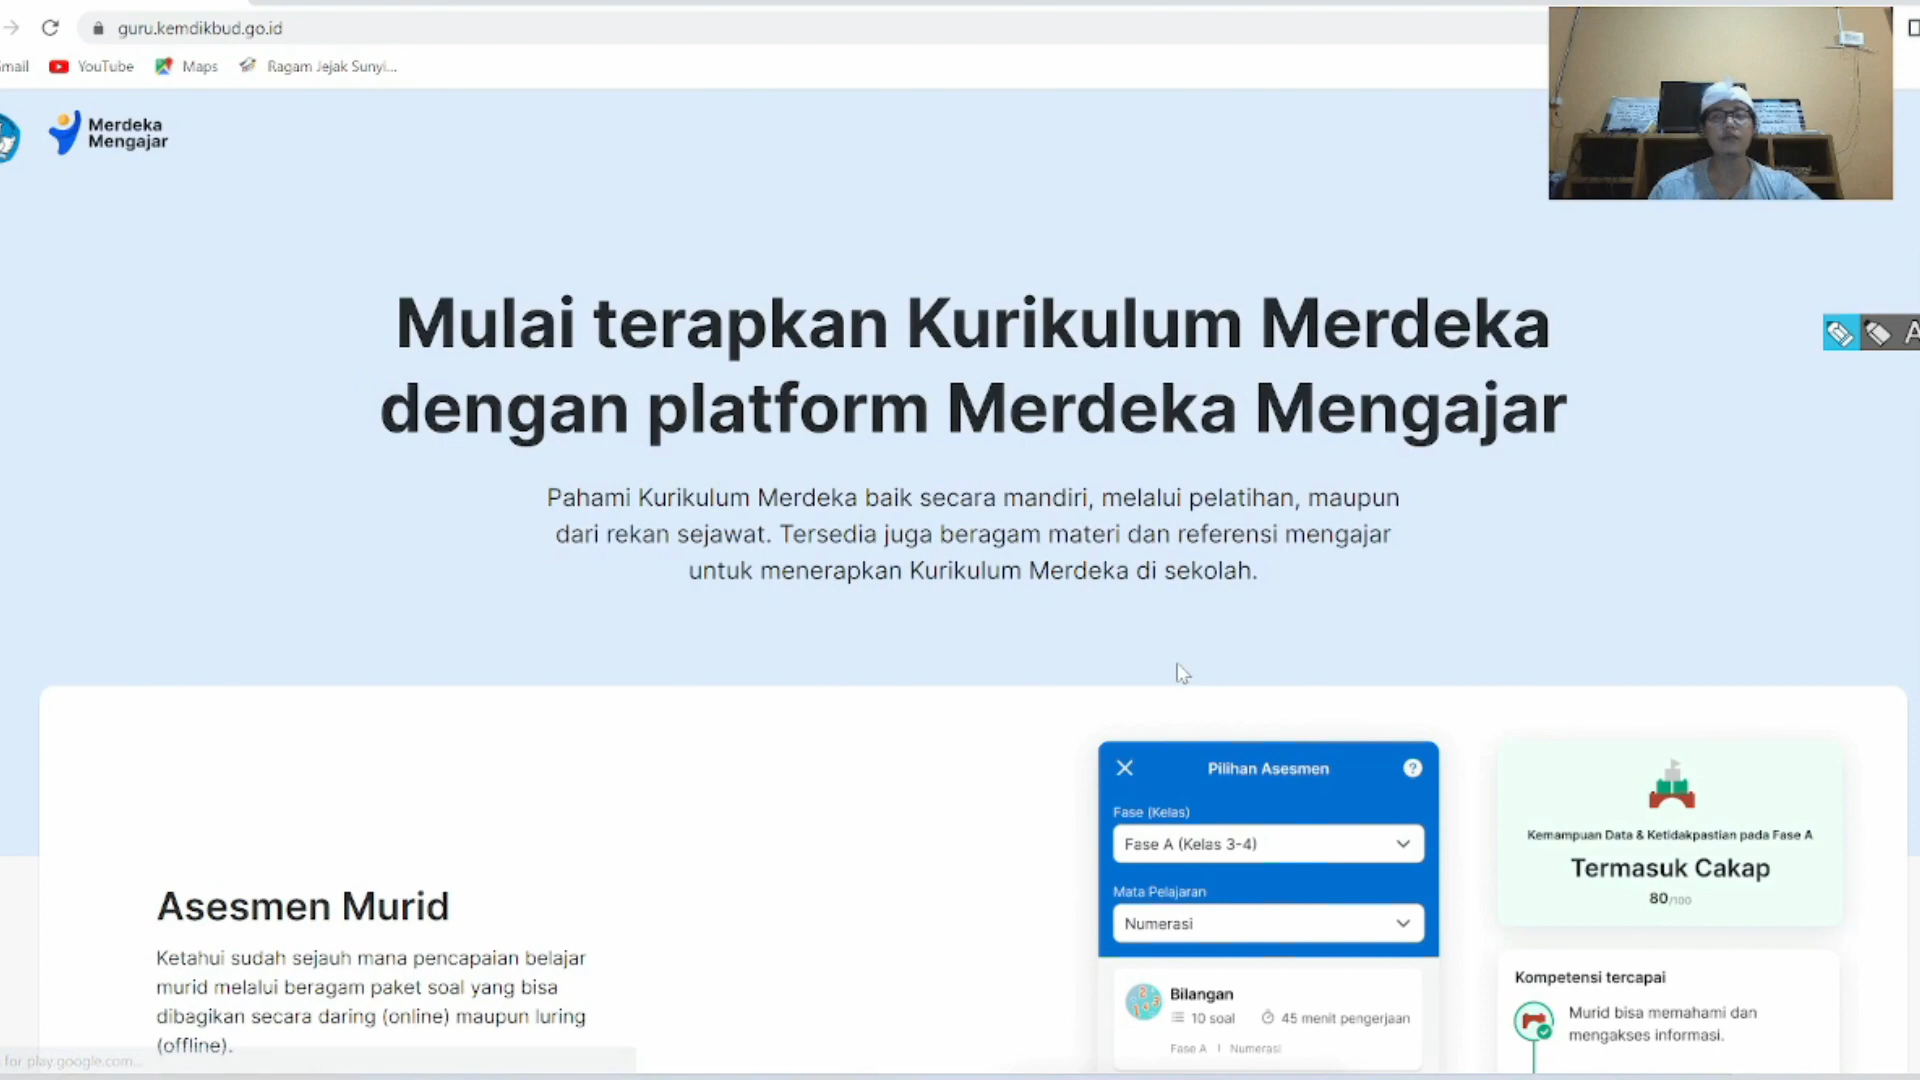 guru.kemdikbud.go.id
mail YouTube Maps Ragam Jejak Sunyi...
Merdeka
Mengajar
Mulai terapkan Kurikulum Merdeka
dengan platform Merdeka Mengajar
Pahami Kurikulum Merdeka baik secara mandiri, melalui pelatihan, maupun
dari rekan sejawat. Tersedia juga beragam materi dan referensi mengajar
untuk menerapkan Kurikulum Merdeka di sekolah.
A
Asesmen Murid
Ketahui sudah sejauh mana pencapaian belajar
murid melalui beragam paket soal yang bisa
dibagikan secara daring (online) maupun luring
(offline).
for play.google.com...
Pilihan Asesmen ?
Fase (Kelas)
Fase A (Kelas 3-4)
Mata Pelajaran
Numerasi
Bilangan
10 soal 45 menit pengerjaan
Fase A | Numerasi
Kemampuan Data & Ketidakpastian pada Fase A
Termasuk Cakap
80/100
Kompetensi tercapai
Murid bisa memahami dan
mengakses informasi.